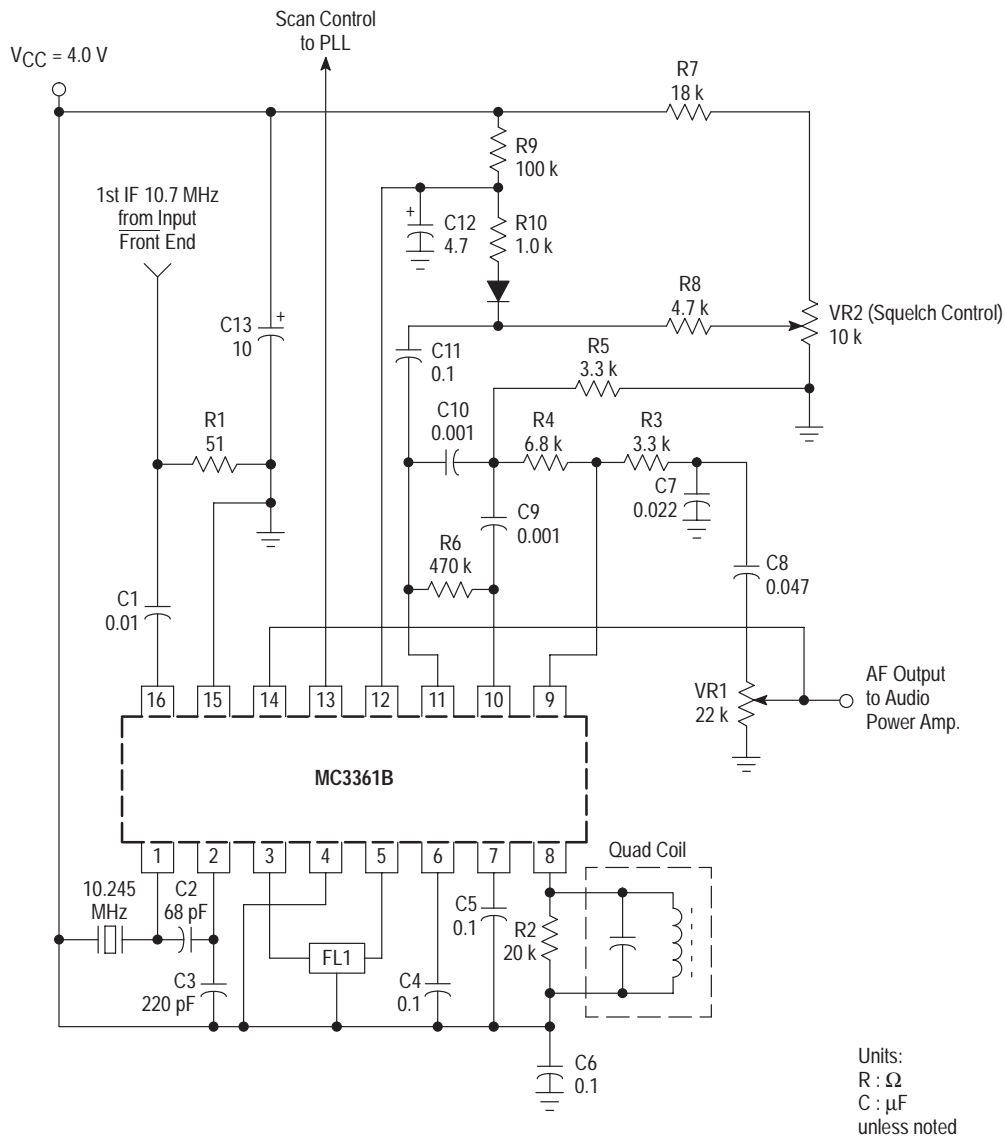 Scan Control
to PLL
VCC = 4.0 V
R7
18 k
R9
100 k
1st IF 10.7 MHz
from Input
Front End
+
C12
4.7
R10
1.0 k
R8
4.7 k
VR2 (Squelch Control)
10 k
C13
10
+
C11
0.1
R5
3.3 k
R1
51
C10
0.001
R4
6.8 k
R3
3.3 k
C7
0.022
C9
0.001
R6
470 k
C8
0.047
C1
0.01
VR1
22 k
AF Output
to Audio
Power Amp.
16 15 14 13 12 11 10 9
MC3361B
1 2 3 4 5 6 7 8
Quad Coil
10.245
MHz
C2
68 pF
C5
0.1
R2
20 k
FL1
C3
220 pF
C4
0.1
C6
0.1
Units:
R : Ω
C : µF
unless noted